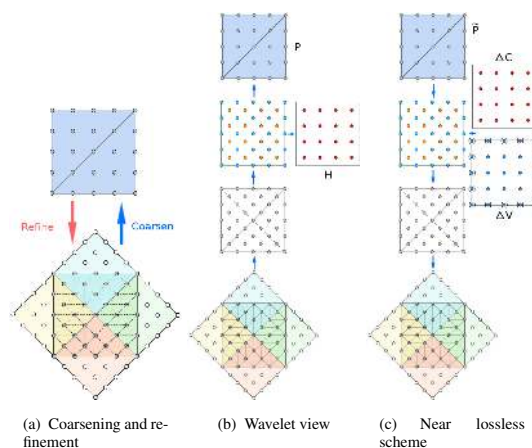 P
P̃
ΔC
H
ΔV
Refine
Coarsen
(a) Coarsening and re-
finement
(b) Wavelet view
(c) Near lossless
scheme